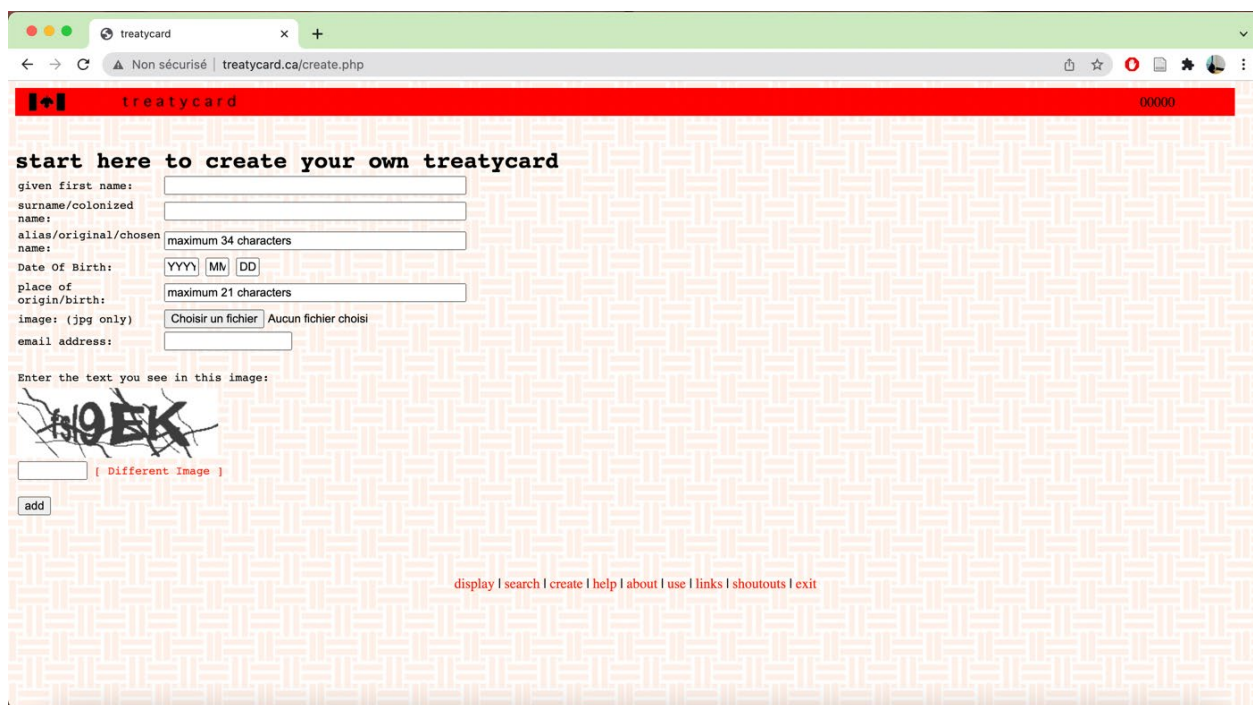 treatycard
Non sécurisé | treatycard.ca/create.php
treatycard 00000
start here to create your own treatycard
given first name:
surname/colonized
name:
alias/original/chosen
name:
maximum 34 characters
Date Of Birth: YYYY MM DD
place of
origin/birth:
maximum 21 characters
image: (jpg only) Choisir un fichier Aucun fichier choisi
email address:
Enter the text you see in this image:
[ Different Image ]
add
display | search | create | help | about | use | links | shoutouts | exit